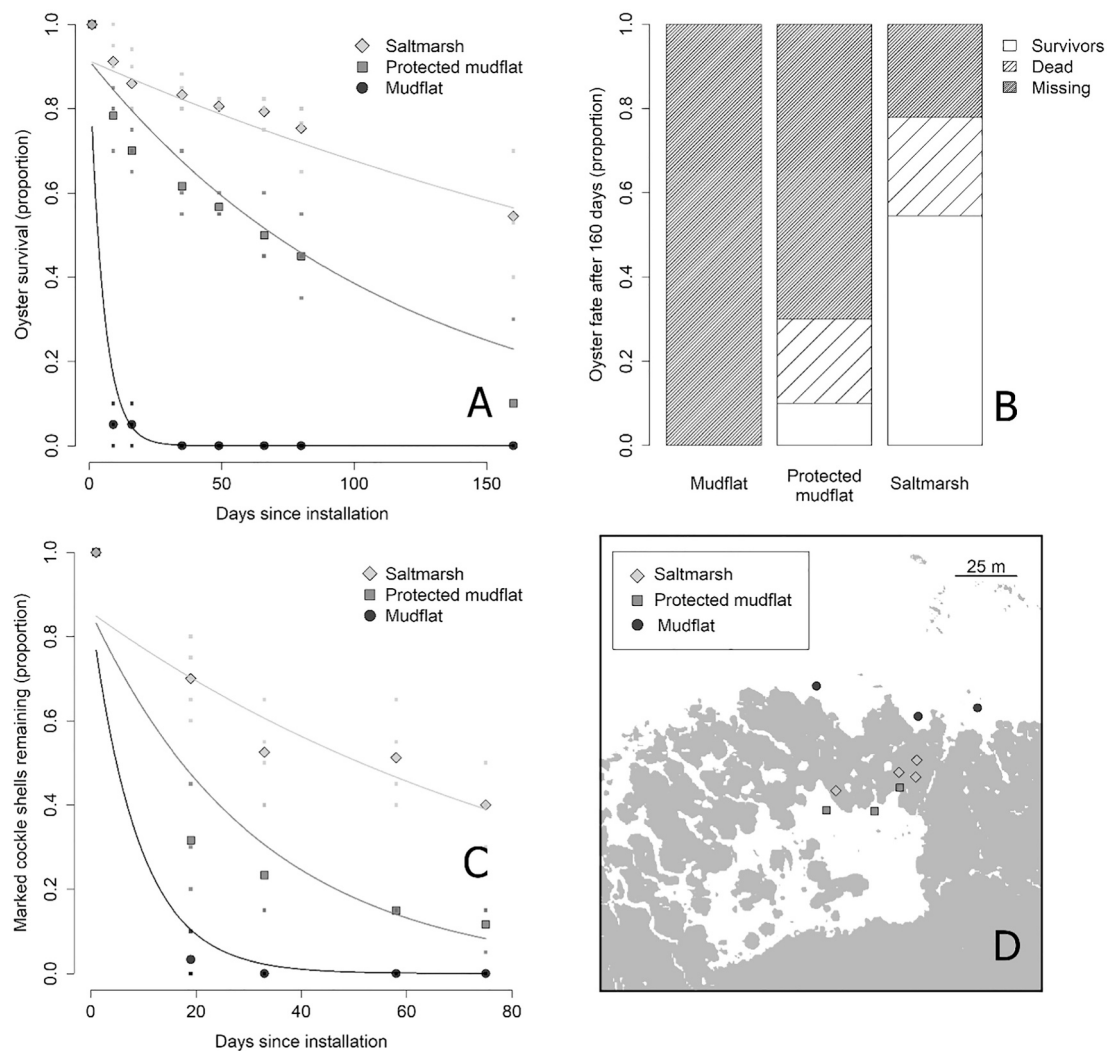 Oyster survival (proportion)
1.0
0.8
0.6
0.4
0.2
0.0
Saltmarsh
Protected mudflat
Mudflat
A
0
50
100
150
Days since installation
Oyster fate after 160 days (proportion)
1.0
0.8
0.6
0.4
0.2
0.0
Survivors
Dead
Missing
B
Mudflat
Protected
mudflat
Saltmarsh
Marked cockle shells remaining (proportion)
1.0
0.8
0.6
0.4
0.2
0.0
Saltmarsh
Protected mudflat
Mudflat
C
0
20
40
60
80
Days since installation
Saltmarsh
Protected mudflat
Mudflat
25 m
D